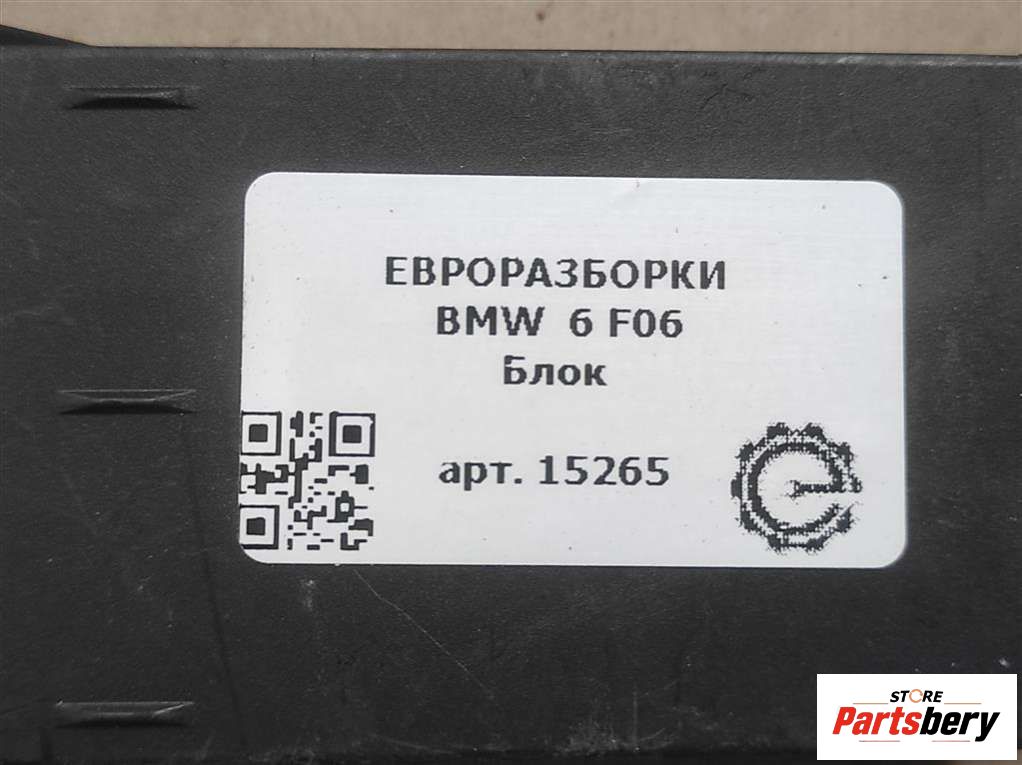 ЕВРОРАЗБОРКИ
BMW 6 F06
Блок
арт. 15265
STORE
Partsbery